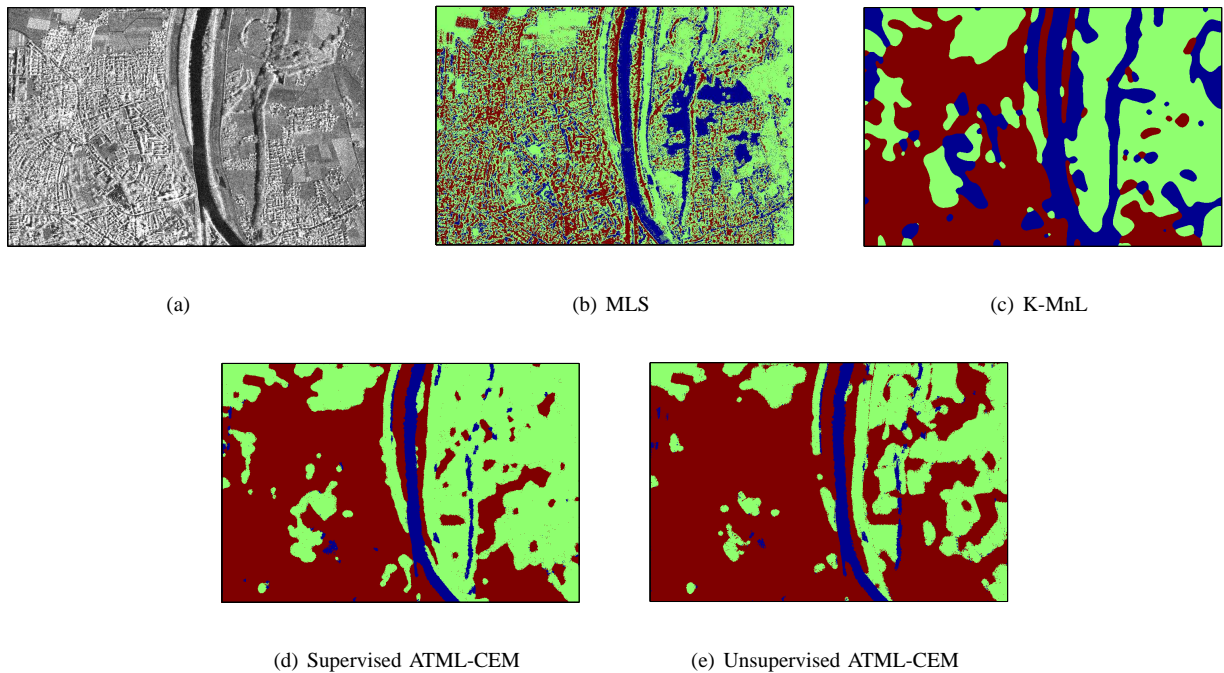 (a)
(b) MLS
(c) K-MnL
(d) Supervised ATML-CEM
(e) Unsupervised ATML-CEM